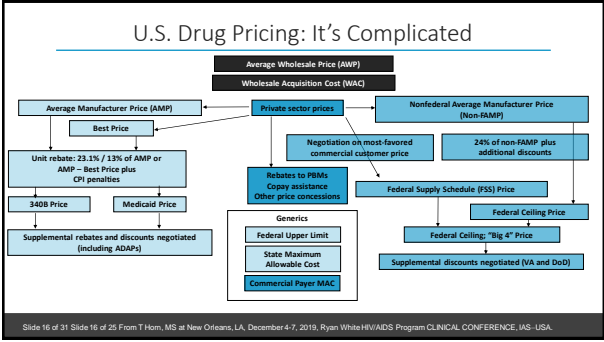 U.S. Drug Pricing: It's Complicated
Average Wholesale Price (AWP)
Wholesale Acquisition Cost (WAC)
Average Manufacturer Price (AMP)
Private sector prices
Nonfederal Average Manufacturer Price
(Non-FAMP)
Best Price
Negotiation on most-favored
commercial customer price
24% of non-FAMP plus
additional discounts
Unit rebate: 23.1% / 13% of AMP or
AMP – Best Price plus
CPI penalties
Rebates to PBMs
Copay assistance
Other price concessions
Federal Supply Schedule (FSS) Price
340B Price
Medicaid Price
Federal Ceiling Price
Generics
Federal Upper Limit
Federal Ceiling; "Big 4" Price
Supplemental rebates and discounts negotiated
(including ADAPs)
State Maximum
Allowable Cost
Supplemental discounts negotiated (VA and DoD)
Commercial Payer MAC
Slide 16 of 31 Slide 16 of 25 From T Horn, MS at New Orleans, LA, December 4-7, 2019, Ryan White HIV/AIDS Program CLINICAL CONFERENCE, IAS–USA.